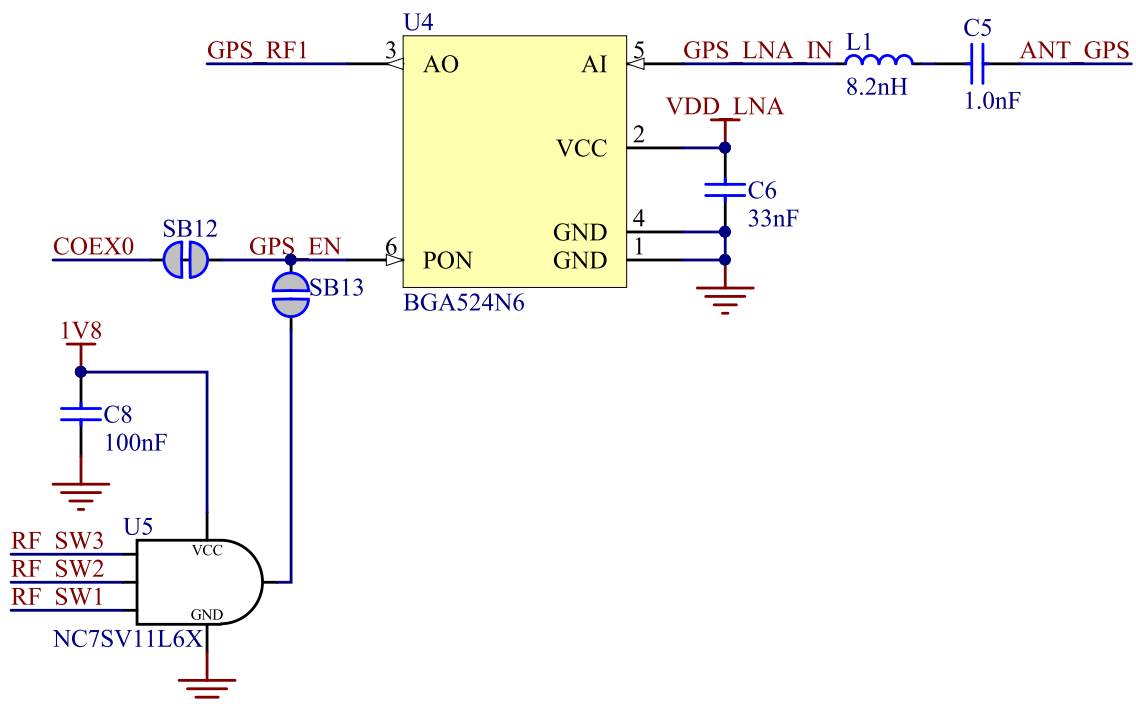 U4
C5
GPS_RF1
3
5
GPS_LNA_IN
L1
ANT_GPS
AO
AI
8.2nH
1.0nF
VDD_LNA
2
VCC
C6
33nF
4
GND
1
GND
SB12
COEX0
GPS_EN
6
PON
SB13
BGA524N6
1V8
C8
100nF
U5
RF_SW3
VCC
RF_SW2
RF_SW1
GND
NC7SV11L6X